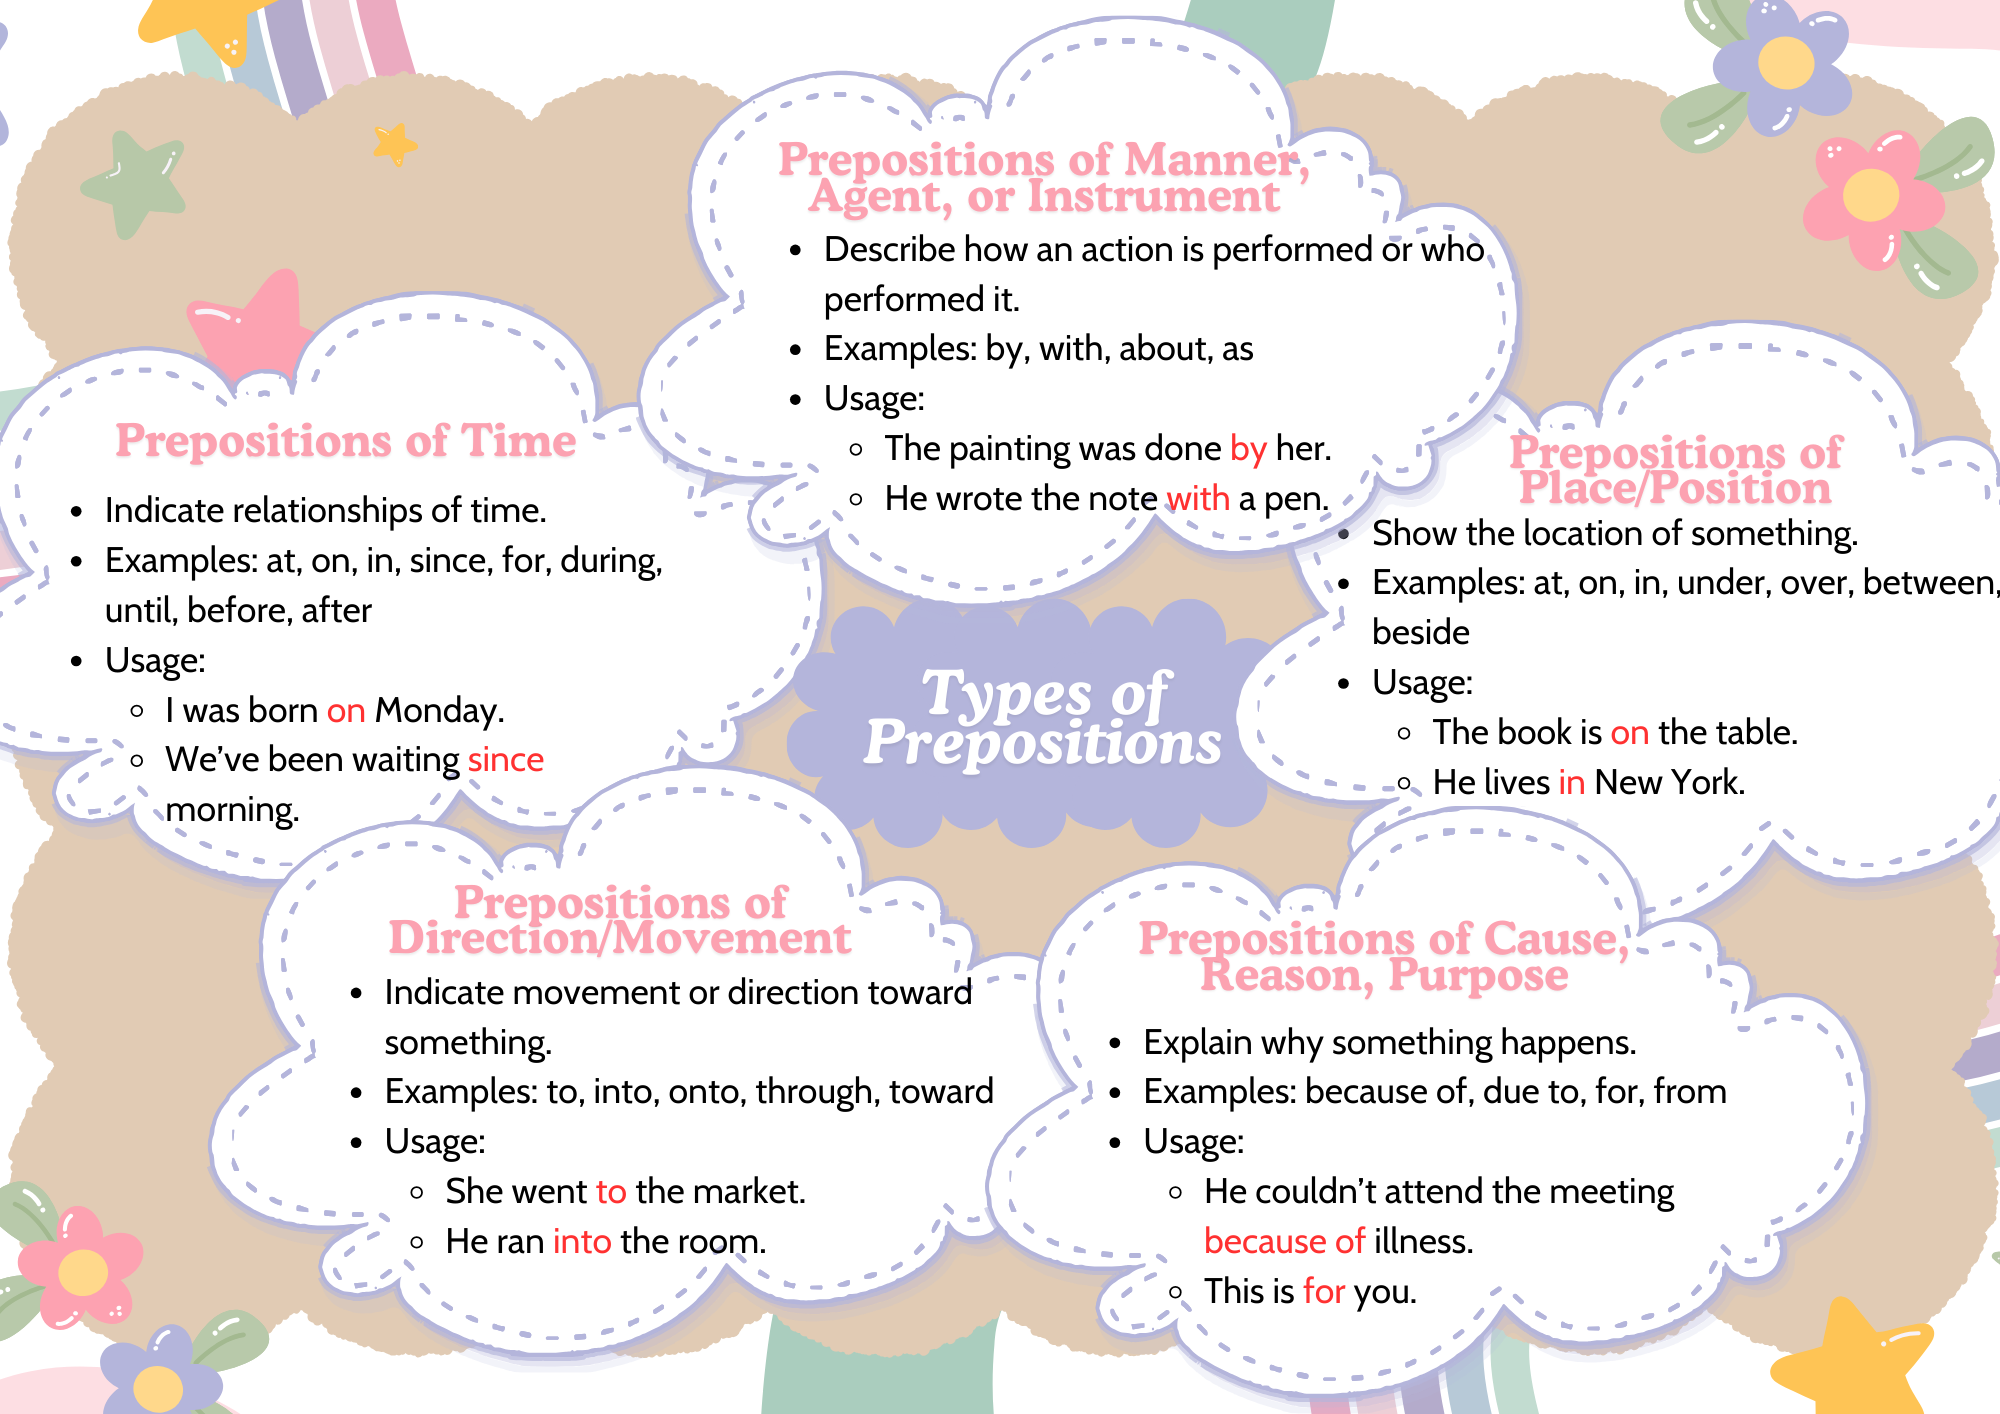 Prepositions of Manner,
Agent, or Instrument
• Describe how an action is performed or who
performed it.
• Examples: by, with, about, as
• Usage:
◦ The painting was done by her.
◦ He wrote the note with a pen.
Prepositions of Time
• Indicate relationships of time.
• Examples: at, on, in, since, for, during,
until, before, after
• Usage:
◦ I was born on Monday.
◦ We’ve been waiting since
morning.
Types of
Prepositions
Prepositions of
Place/Position
• Show the location of something.
• Examples: at, on, in, under, over, between,
beside
• Usage:
◦ The book is on the table.
◦ He lives in New York.
Prepositions of
Direction/Movement
• Indicate movement or direction toward
something.
• Examples: to, into, onto, through, toward
• Usage:
◦ She went to the market.
◦ He ran into the room.
Prepositions of Cause,
Reason, Purpose
• Explain why something happens.
• Examples: because of, due to, for, from
• Usage:
◦ He couldn’t attend the meeting
because of illness.
◦ This is for you.